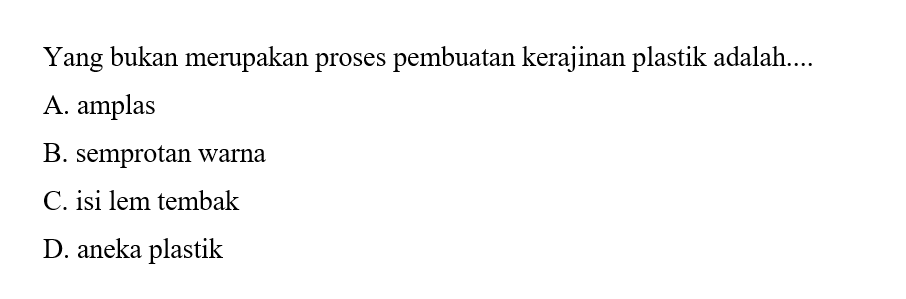 Yang bukan merupakan proses pembuatan kerajinan plastik adalah....
A. amplas
B. semprotan warna
C. isi lem tembak
D. aneka plastik